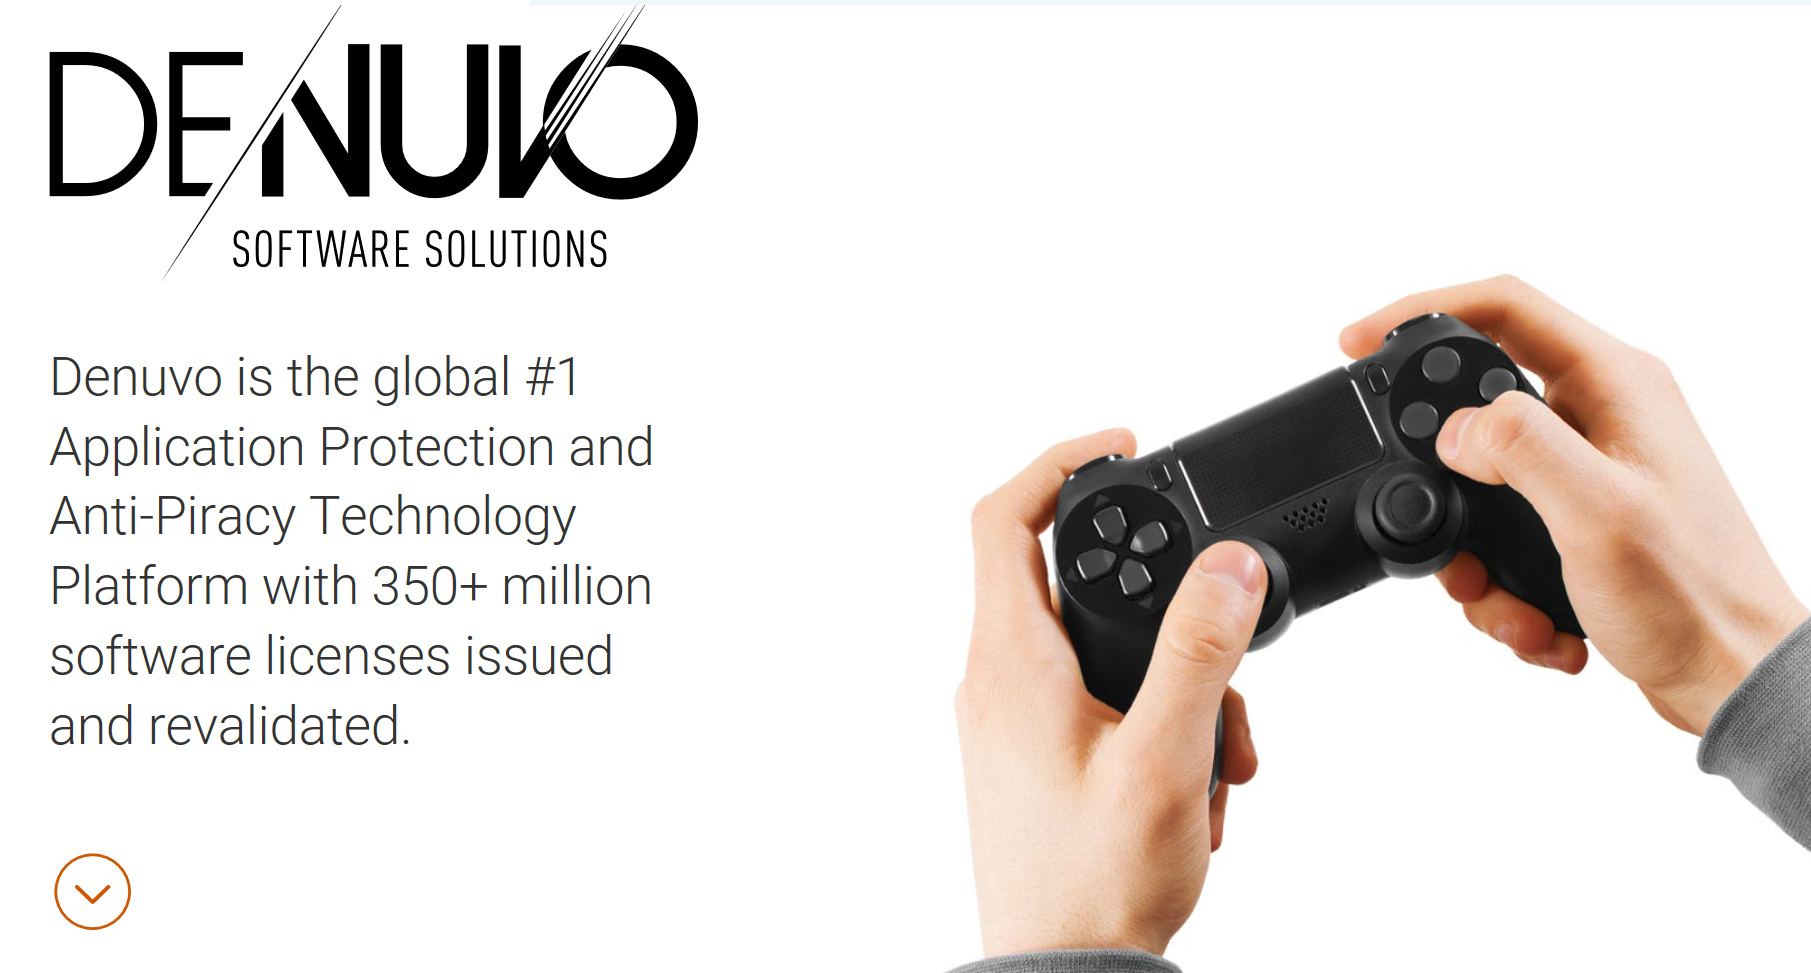 DENUVO
SOFTWARE SOLUTIONS
Denuvo is the global #1
Application Protection and
Anti-Piracy Technology
Platform with 350+ million
software licenses issued
and revalidated.